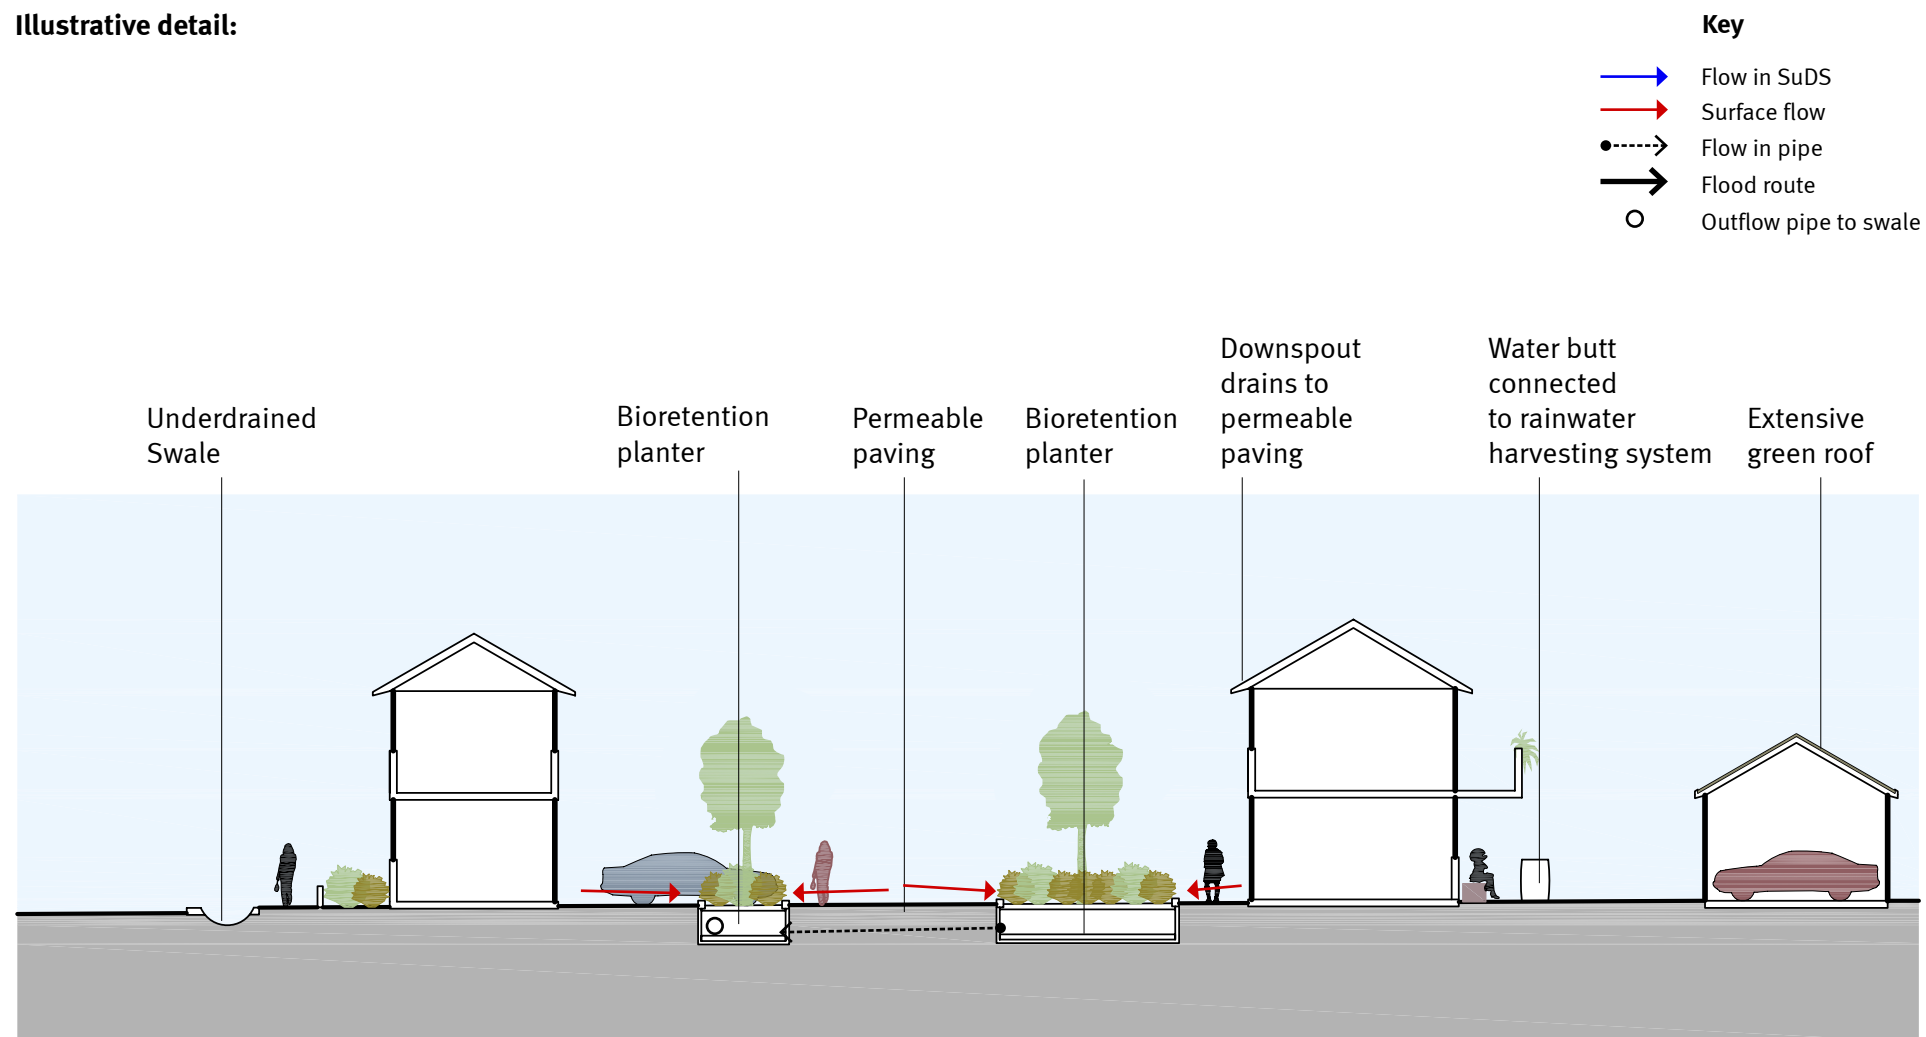 Illustrative detail:
Key
Flow in SuDS
Surface flow
Flow in pipe
Flood route
Outflow pipe to swale
Underdrained
Swale
Bioretention
planter
Permeable
paving
Bioretention
planter
Downspout
drains to
permeable
paving
Water butt
connected
to rainwater
harvesting system
Extensive
green roof